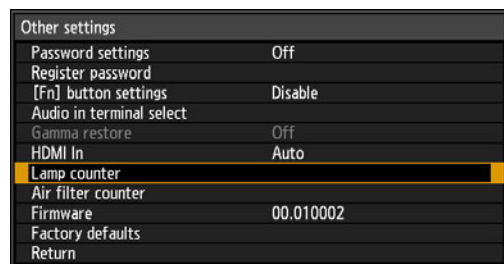 Other settings
Password settings Off
Register password
[Fn] button settings Disable
Audio in terminal select
Gamma restore Off
HDMI In Auto
Lamp counter
Air filter counter
Firmware 00.010002
Factory defaults
Return